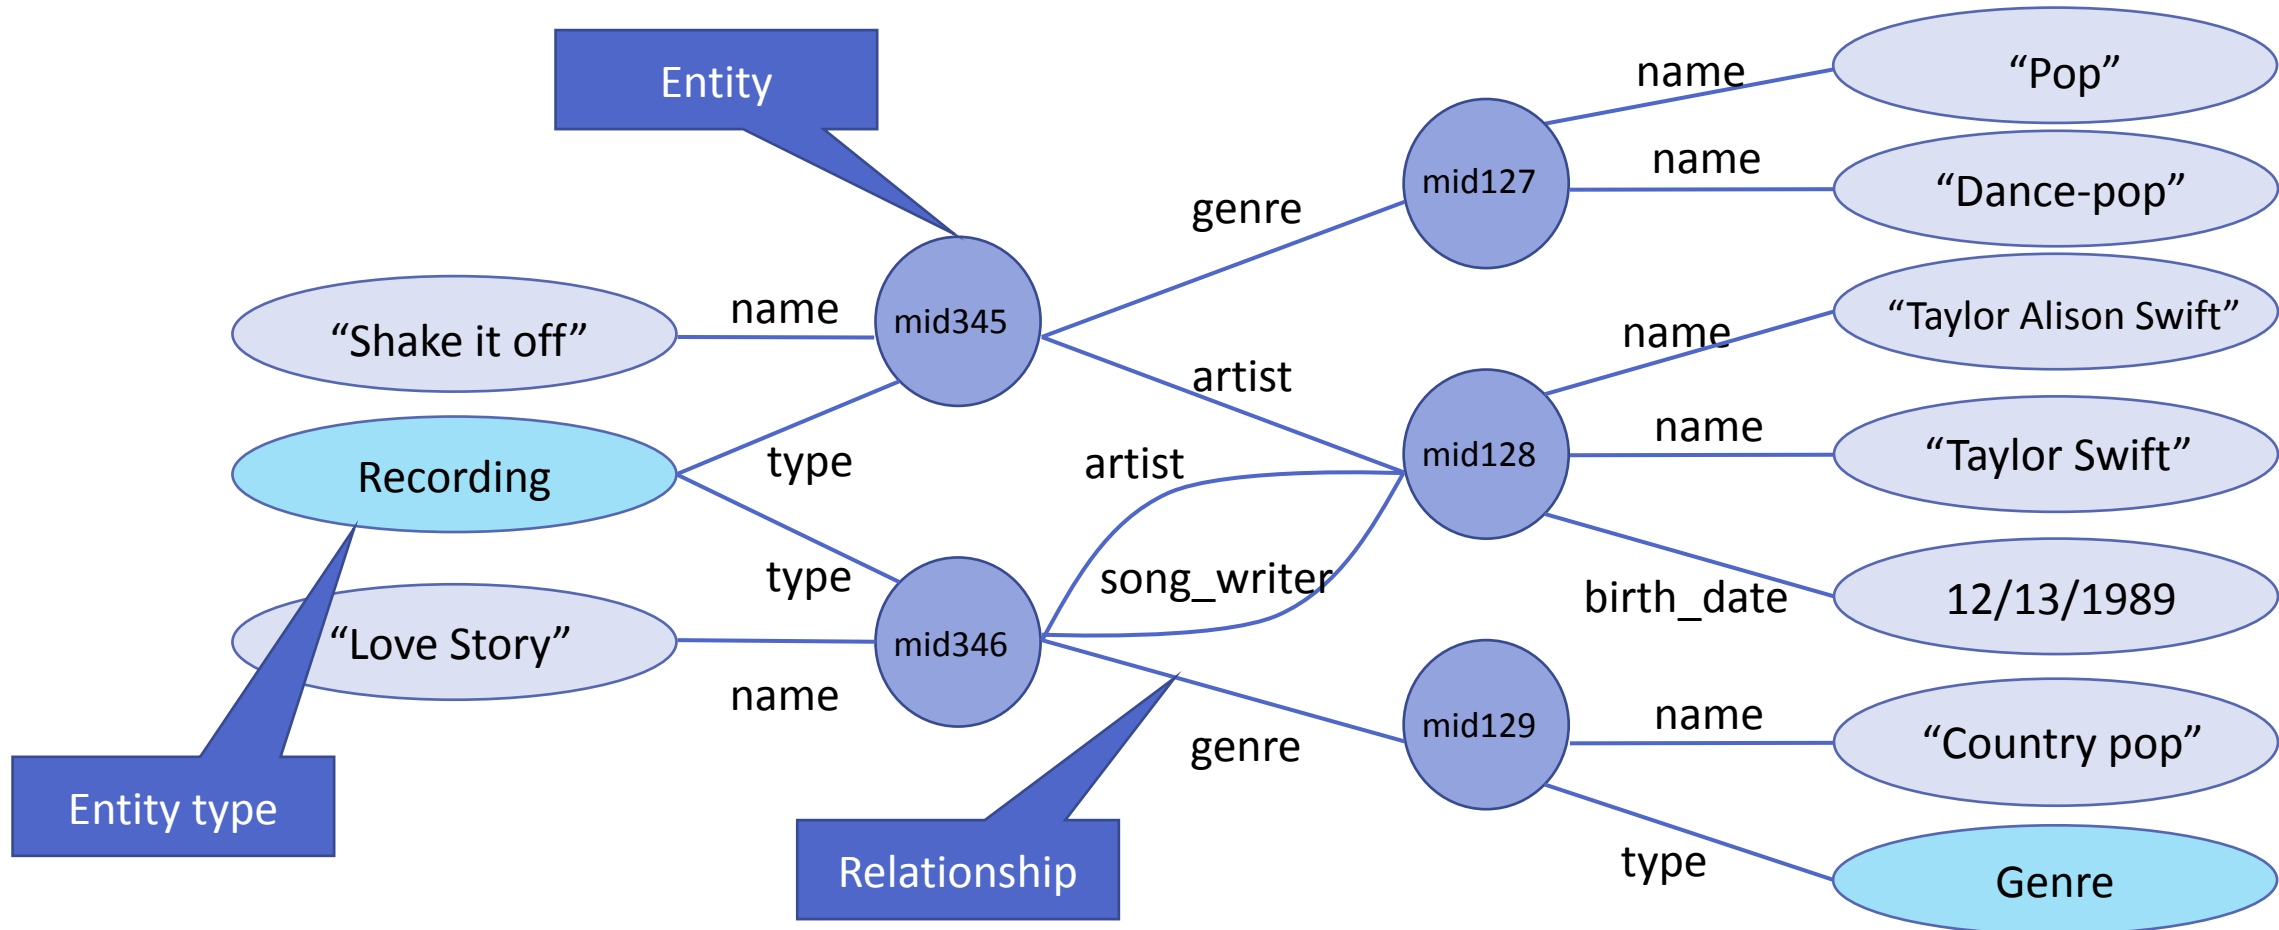 Entity
name
“Pop”
name
“Dance-pop”
mid127
genre
“Shake it off”
name
mid345
“Taylor Alison Swift”
name
artist
Recording
type
artist
mid128
name
“Taylor Swift”
type
song_writer
birth_date
12/13/1989
“Love Story”
mid346
name
genre
mid129
name
“Country pop”
Entity type
Relationship
type
Genre